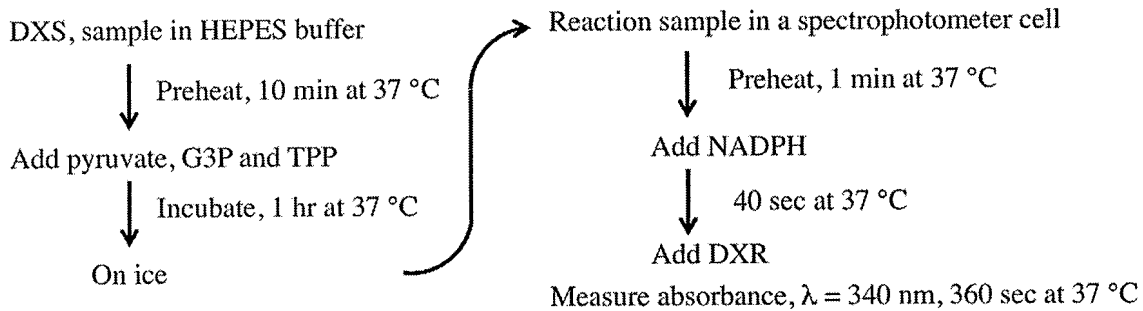 DXS, sample in HEPES buffer
Preheat, 10 min at 37 °C
Add pyruvate, G3P and TPP
Incubate, 1 hr at 37 °C
On ice
Reaction sample in a spectrophotometer cell
Preheat, 1 min at 37 °C
Add NADPH
40 sec at 37 °C
Add DXR
Measure absorbance, λ = 340 nm, 360 sec at 37 °C